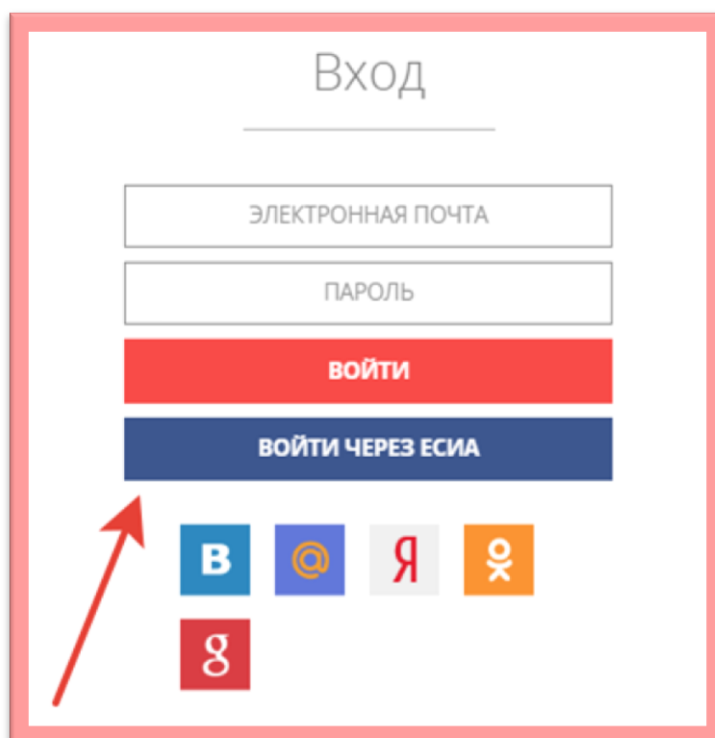 Вход
ЭЛЕКТРОННАЯ ПОЧТА
ПАРОЛЬ
ВОЙТИ
ВОЙТИ ЧЕРЕЗ ЕСИА
В @ Я
g